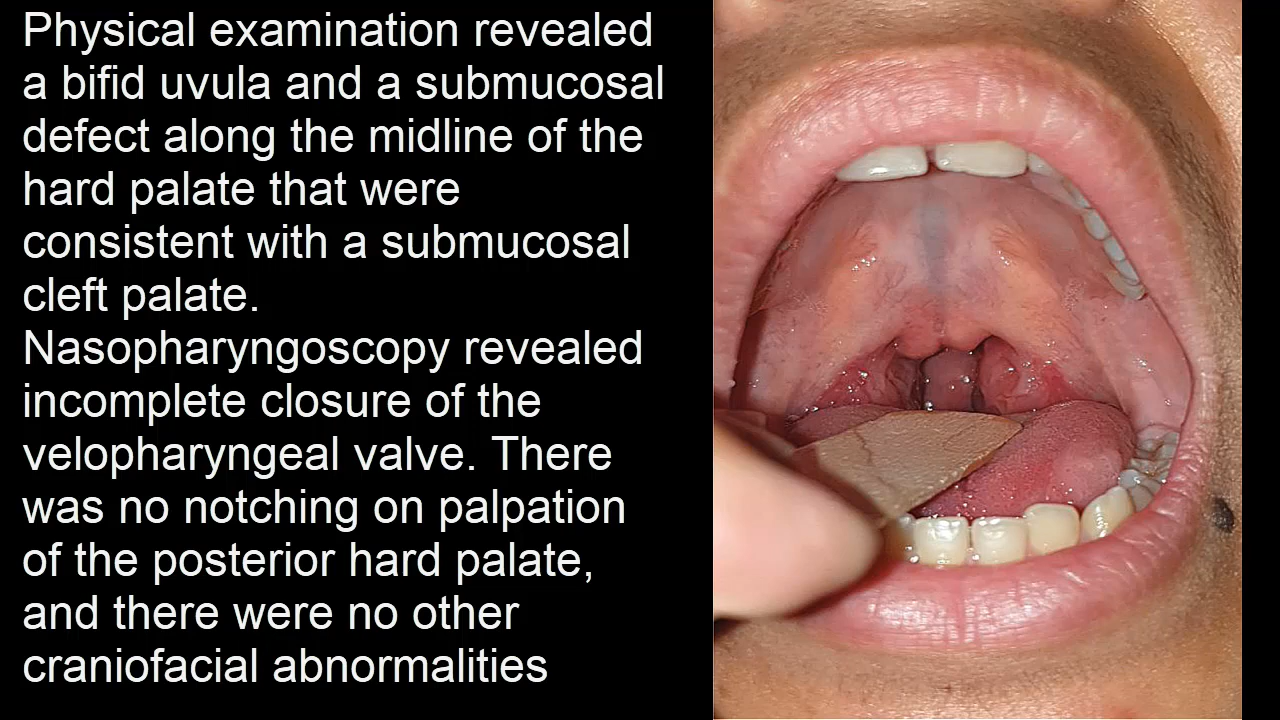 Physical examination revealed
a bifid uvula and a submucosal
defect along the midline of the
hard palate that were
consistent with a submucosal
cleft palate.
Nasopharyngoscopy revealed
incomplete closure of the
velopharyngeal valve. There
was no notching on palpation
of the posterior hard palate,
and there were no other
craniofacial abnormalities